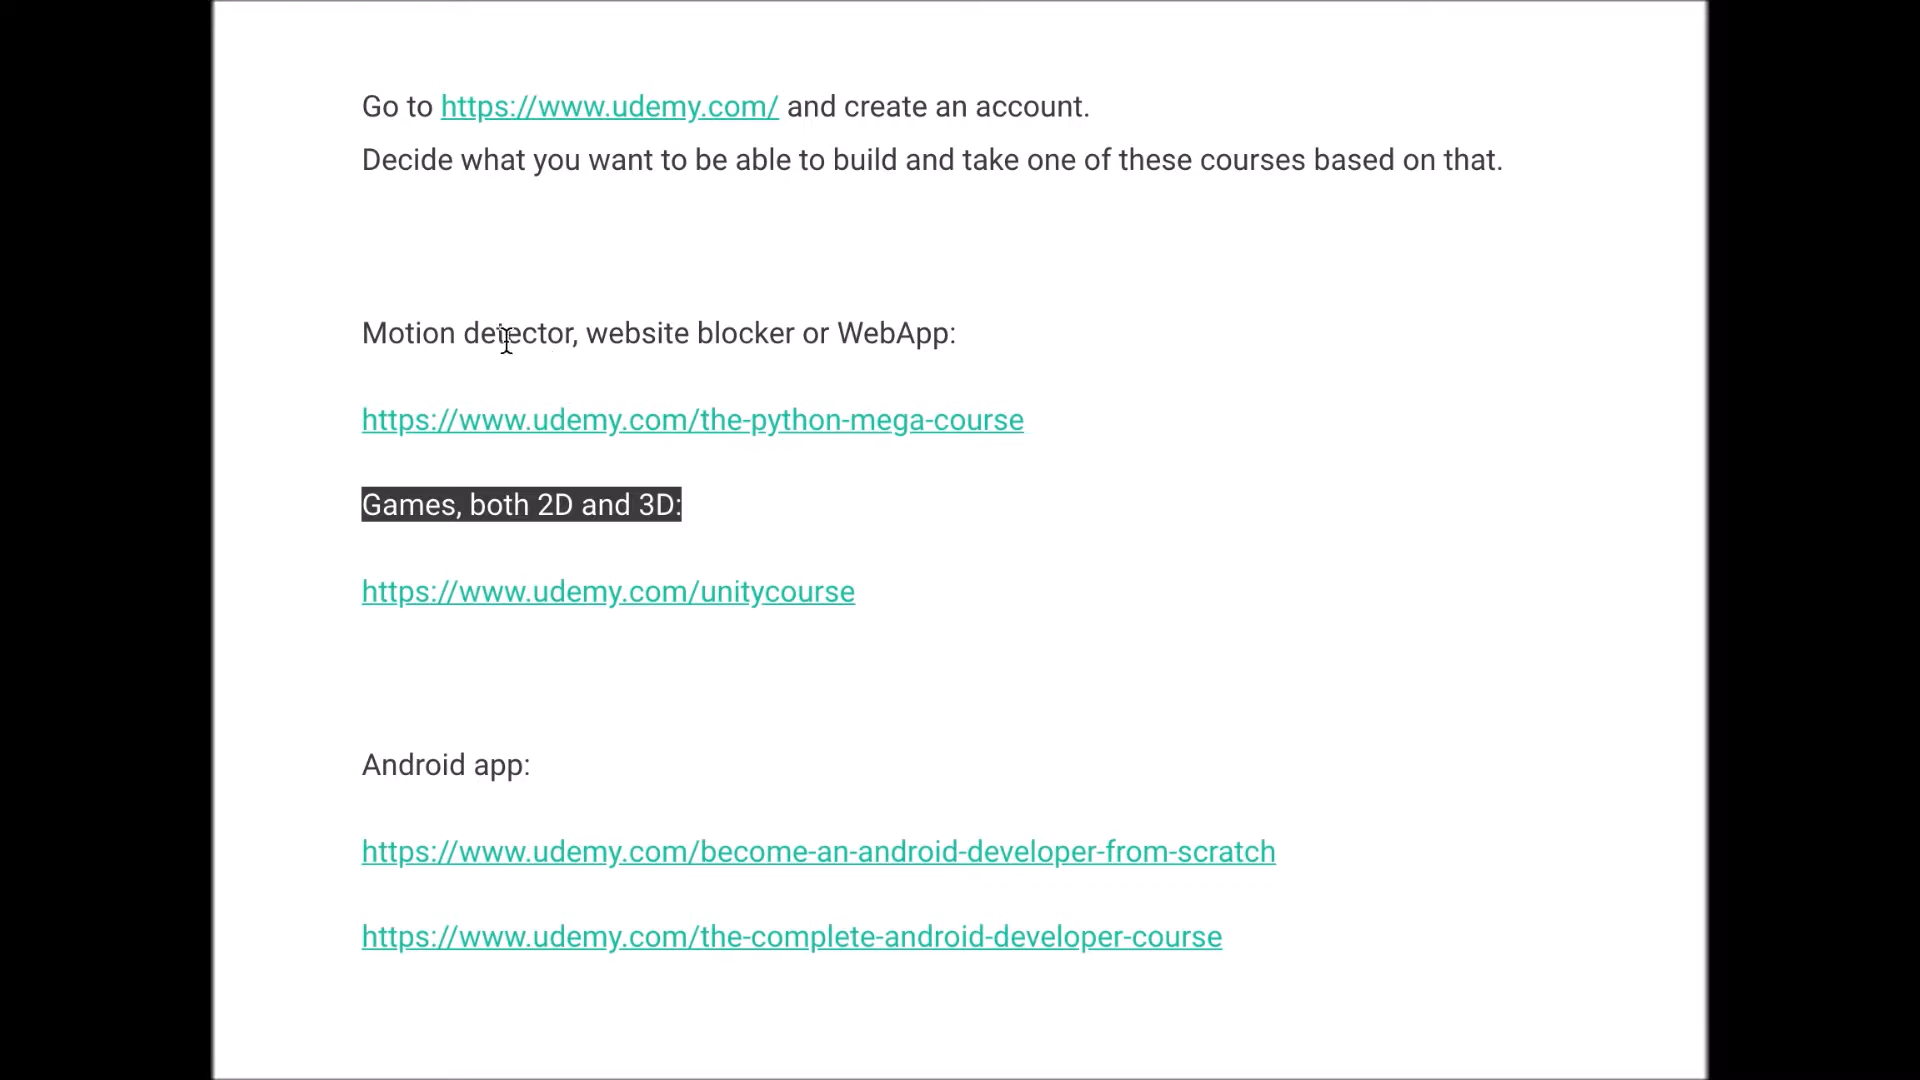 Go to https://www.udemy.com/ and create an account.
Decide what you want to be able to build and take one of these courses based on that.
Motion detector, website blocker or WebApp:
https://www.udemy.com/the-python-mega-course
Games, both 2D and 3D:
https://www.udemy.com/unitycourse
Android app:
https://www.udemy.com/become-an-android-developer-from-scratch
https://www.udemy.com/the-complete-android-developer-course